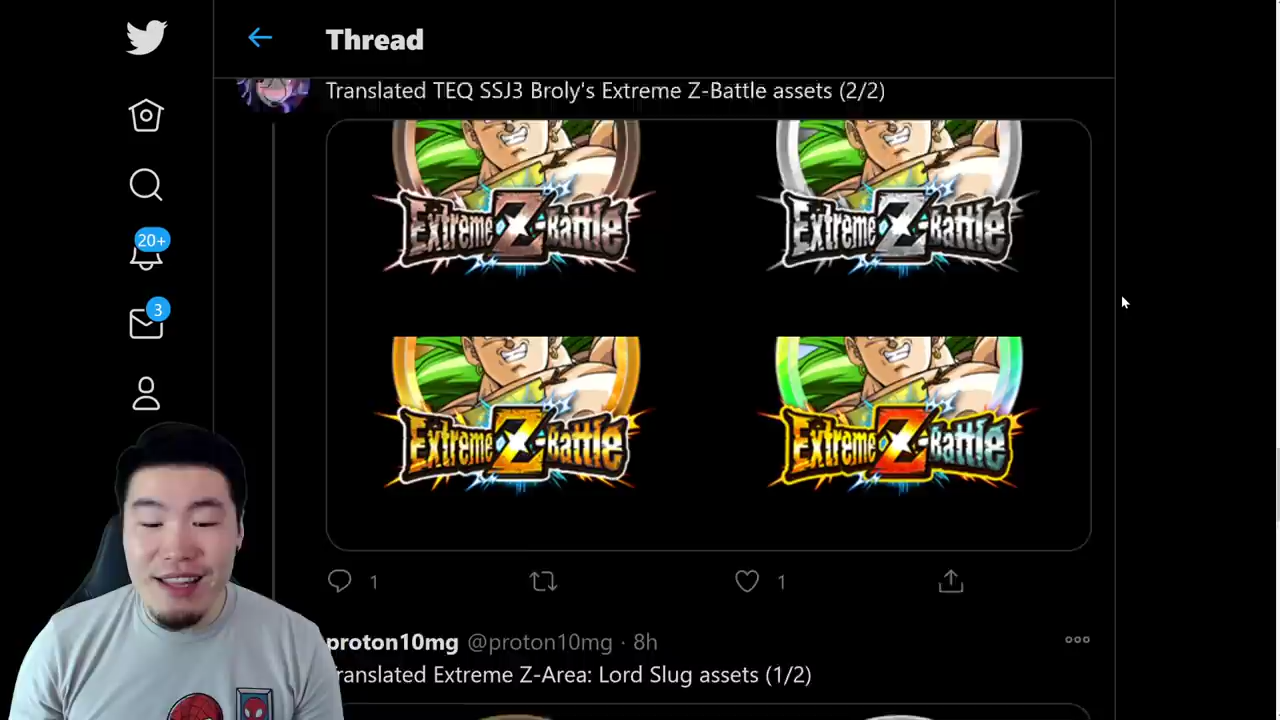 Thread
Translated TEQ SSJ3 Broly's Extreme Z-Battle assets (2/2)
Extreme Z-Battle
Extreme Z-Battle
20+
3
Extreme Z-Battle
Extreme Z-Battle
1
1
proton10mg @proton10mg · 8h
ranslated Extreme Z-Area: Lord Slug assets (1/2)